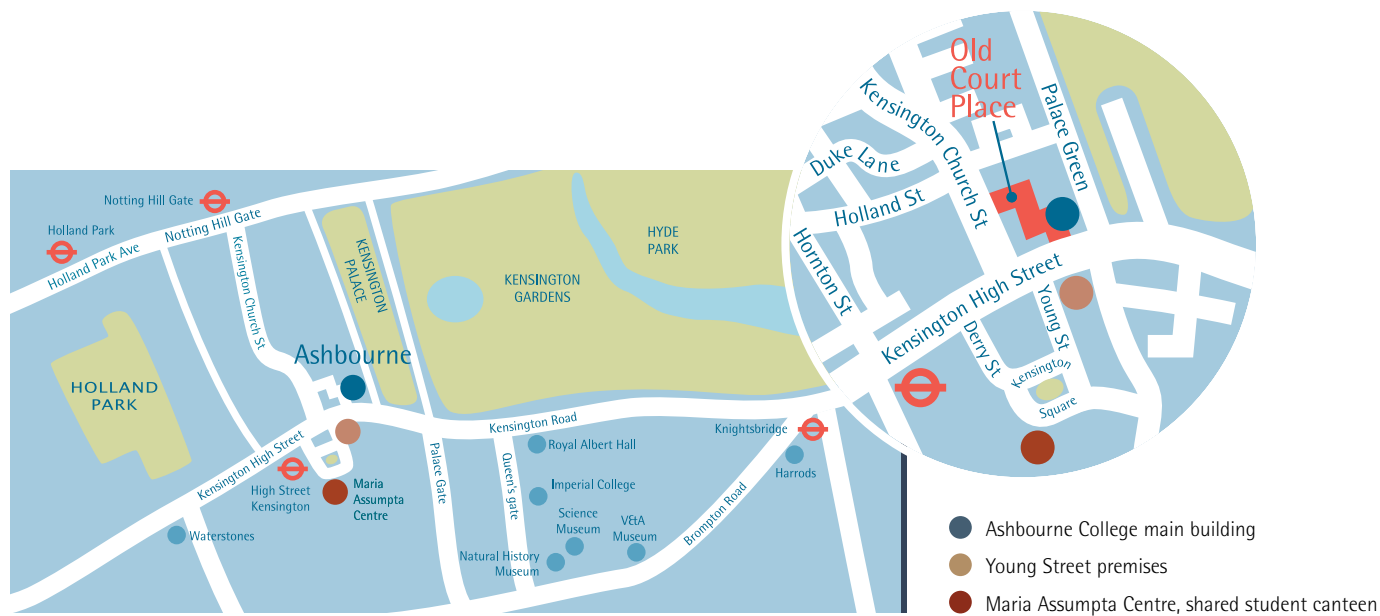 Notting Hill Gate
Holland Park
Holland Park Ave
Notting Hill Gate
Kensington Church St
KENSINGTON
PALACE
KENSINGTON
GARDENS
HYDE
PARK
HOLLAND
PARK
Ashbourne
Kensington High Street
Kensington Road
High Street
Kensington
Maria
Assumpta
Centre
Waterstones
Palace Gate
Queen's gate
Royal Albert Hall
Imperial College
Science
Museum
Natural History
Museum
V&A
Museum
Brompton Road
Knightsbridge
Harrods
Old
Court
Place
Kensington Church St
Palace Green
Duke Lane
Holland St
Hornton St
Kensington High Street
Derry St
Young St
Kensington
Square
Ashbourne College main building
Young Street premises
Maria Assumpta Centre, shared student canteen